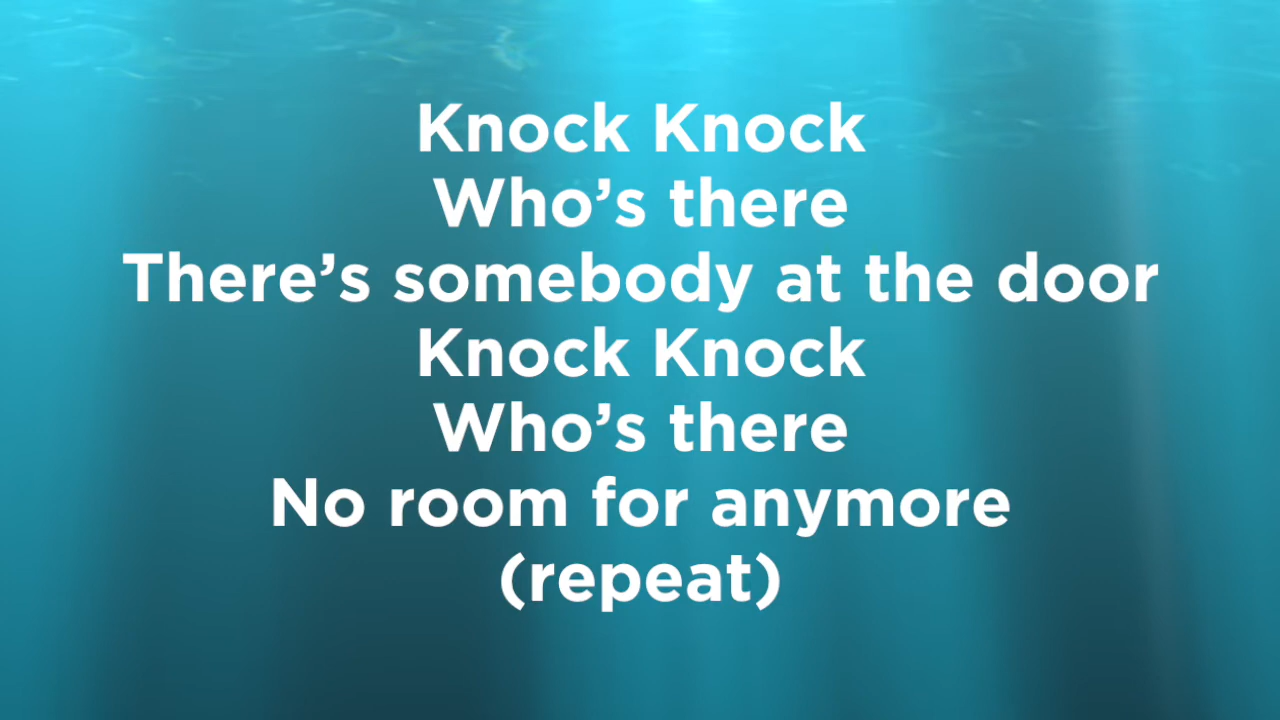 Knock Knock
Who’s there
There’s somebody at the door
Knock Knock
Who’s there
No room for anymore
(repeat)